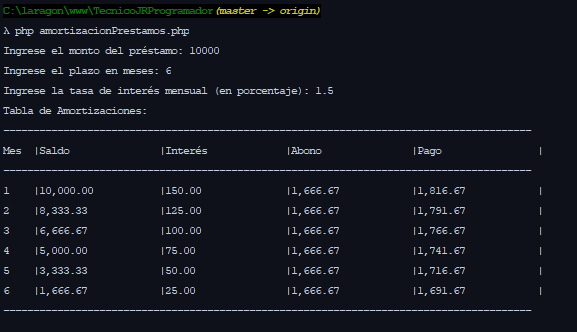 C:\laragon\www\TecnicoJRProgramador(master -> origin)
λ php amortizacionPrestamos.php
Ingrese el monto del préstamo: 10000
Ingrese el plazo en meses: 6
Ingrese la tasa de interés mensual (en porcentaje): 1.5
Tabla de Amortizaciones:
----------------------------------------------------------------------------------------
Mes |Saldo |Interés |Abono |Pago |
----------------------------------------------------------------------------------------
1 |10,000.00 |150.00 |1,666.67 |1,816.67 |
2 |8,333.33 |125.00 |1,666.67 |1,791.67 |
3 |6,666.67 |100.00 |1,666.67 |1,766.67 |
4 |5,000.00 |75.00 |1,666.67 |1,741.67 |
5 |3,333.33 |50.00 |1,666.67 |1,716.67 |
6 |1,666.67 |25.00 |1,666.67 |1,691.67 |
----------------------------------------------------------------------------------------